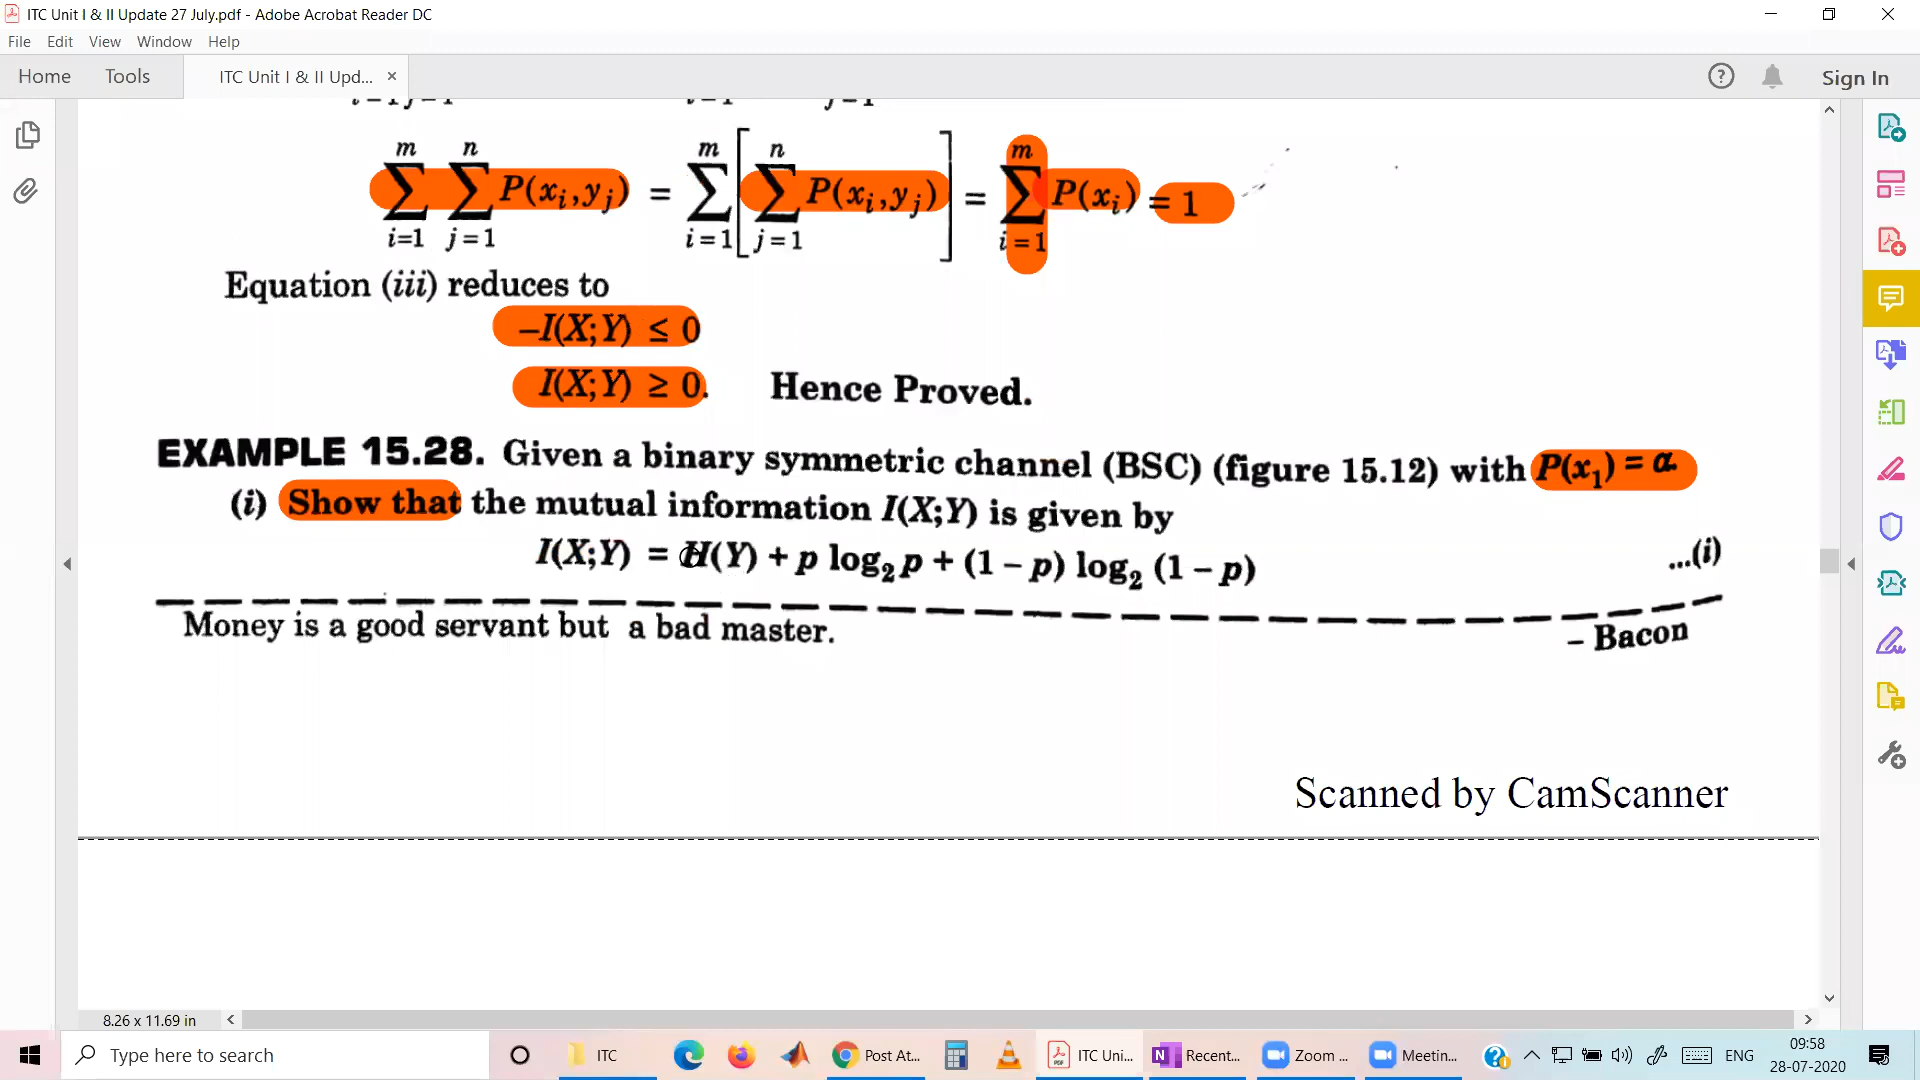 ITC Unit I & II Update 27 July.pdf - Adobe Acrobat Reader DC
File Edit View Window Help
Home Tools ITC Unit I & II Upd... × Sign In
m n m n m
∑ ∑ P(xᵢ,yⱼ) = ∑ [ ∑ P(xᵢ,yⱼ) ] = ∑ P(xᵢ) = 1
i=1 j=1 i=1 j=1 i=1
Equation (iii) reduces to
–I(X;Y) ≤ 0
I(X;Y) ≥ 0. Hence Proved.
EXAMPLE 15.28. Given a binary symmetric channel (BSC) (figure 15.12) with P(x₁) = α.
(i) Show that the mutual information I(X;Y) is given by
I(X;Y) = H(Y) + p log₂ p + (1 – p) log₂ (1 – p) ...(i)
Money is a good servant but a bad master. – Bacon
Scanned by CamScanner
8.26 x 11.69 in
Type here to search ITC Post At... ITC Uni... Recent... Zoom ... Meetin... ENG 09:58
28-07-2020